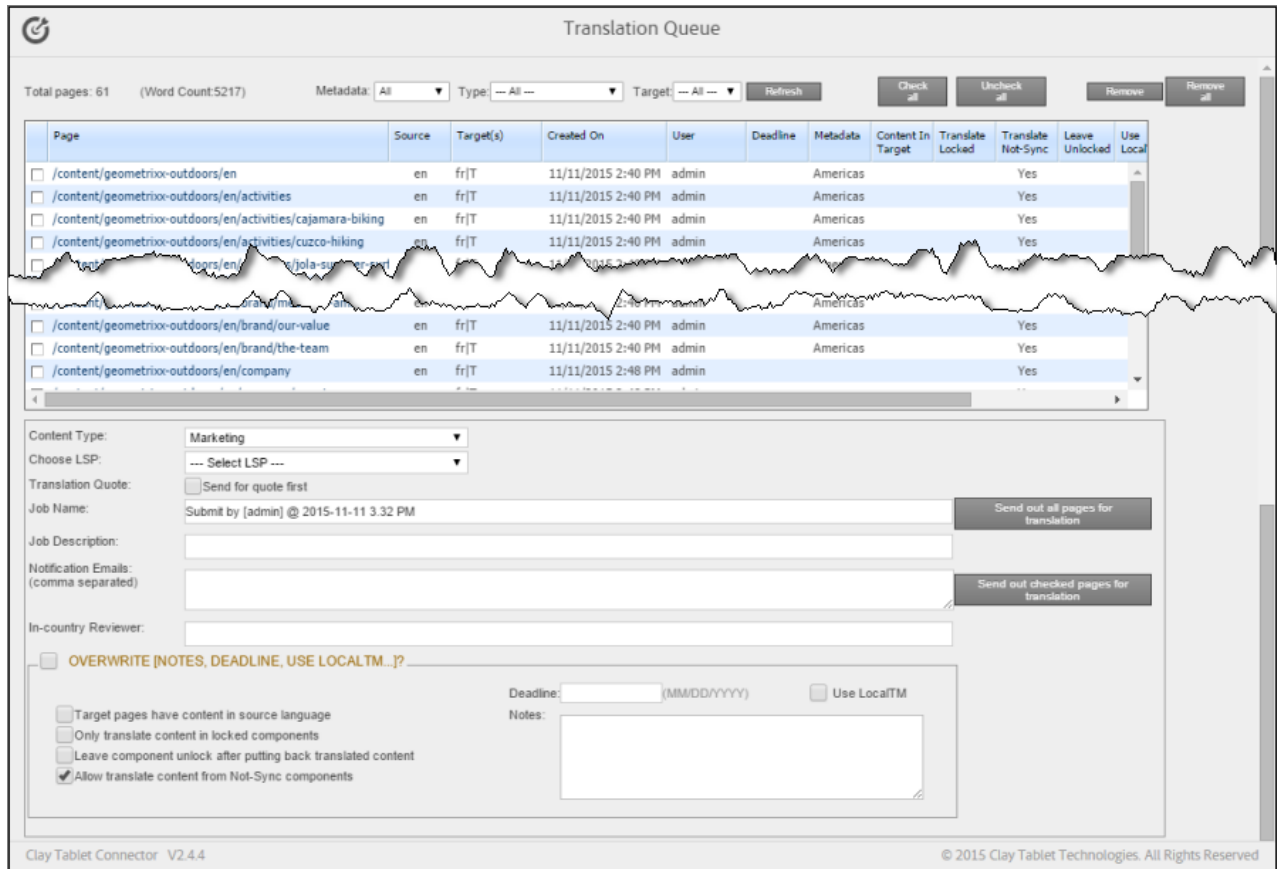 Translation Queue
Total pages: 61 (Word Count:5217) Metadata: All Type: --- All --- Target: --- All --- Refresh Check all Uncheck all Remove Remove all
Page Source Target(s) Created On User Deadline Metadata Content In Target Translate Locked Translate Not-Sync Leave Unlocked Use Local
/content/geometrixx-outdoors/en en fr|T 11/11/2015 2:40 PM admin Americas Yes
/content/geometrixx-outdoors/en/activities en fr|T 11/11/2015 2:40 PM admin Americas Yes
/content/geometrixx-outdoors/en/activities/cajamara-biking en fr|T 11/11/2015 2:40 PM admin Americas Yes
/content/geometrixx-outdoors/en/activities/cuzco-hiking en fr|T 11/11/2015 2:40 PM admin Americas Yes
/content/geometrixx-outdoors/en/brand/our-value en fr|T 11/11/2015 2:40 PM admin Americas Yes
/content/geometrixx-outdoors/en/brand/the-team en fr|T 11/11/2015 2:40 PM admin Americas Yes
/content/geometrixx-outdoors/en/company en fr|T 11/11/2015 2:48 PM admin Yes
Content Type: Marketing
Choose LSP: --- Select LSP ---
Translation Quote: Send for quote first
Job Name: Submit by [admin] @ 2015-11-11 3.32 PM Send out all pages for translation
Job Description:
Notification Emails:
(comma separated) Send out checked pages for translation
In-country Reviewer:
OVERWRITE [NOTES, DEADLINE, USE LOCALTM...]?
Deadline: (MM/DD/YYYY) Use LocalTM
Target pages have content in source language Notes:
Only translate content in locked components
Leave component unlock after putting back translated content
Allow translate content from Not-Sync components
Clay Tablet Connector V2.4.4 © 2015 Clay Tablet Technologies. All Rights Reserved